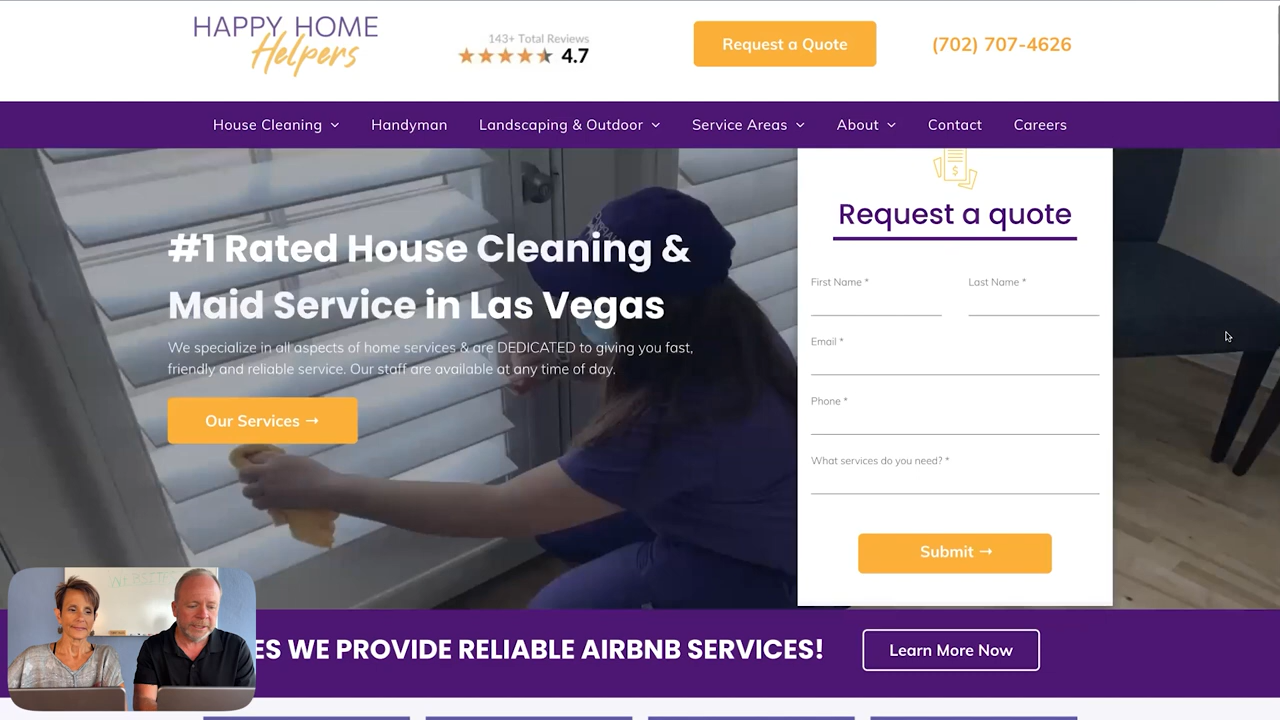 HAPPY HOME
Helpers
143+ Total Reviews
4.7
Request a Quote
(702) 707-4626
House Cleaning
Handyman
Landscaping & Outdoor
Service Areas
About
Contact
Careers
#1 Rated House Cleaning &
Maid Service in Las Vegas
We specialize in all aspects of home services & are DEDICATED to giving you fast,
friendly and reliable service. Our staff are available at any time of day.
Our Services →
$
Request a quote
First Name *
Last Name *
Email *
Phone *
What services do you need? *
Submit →
ES WE PROVIDE RELIABLE AIRBNB SERVICES!
Learn More Now